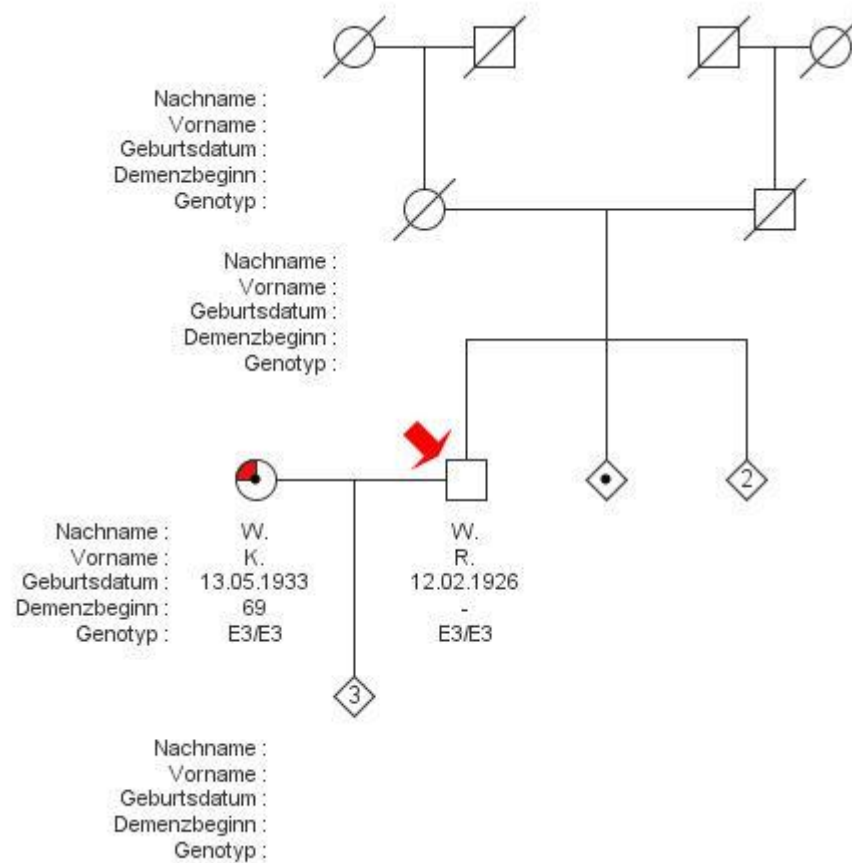 Nachname :
Vorname :
Geburtsdatum :
Demenzbeginn :
Genotyp :
Nachname :
Vorname :
Geburtsdatum :
Demenzbeginn :
Genotyp :
2
Nachname : W. W.
Vorname : K. R.
Geburtsdatum : 13.05.1933 12.02.1926
Demenzbeginn : 69 -
Genotyp : E3/E3 E3/E3
3
Nachname :
Vorname :
Geburtsdatum :
Demenzbeginn :
Genotyp :